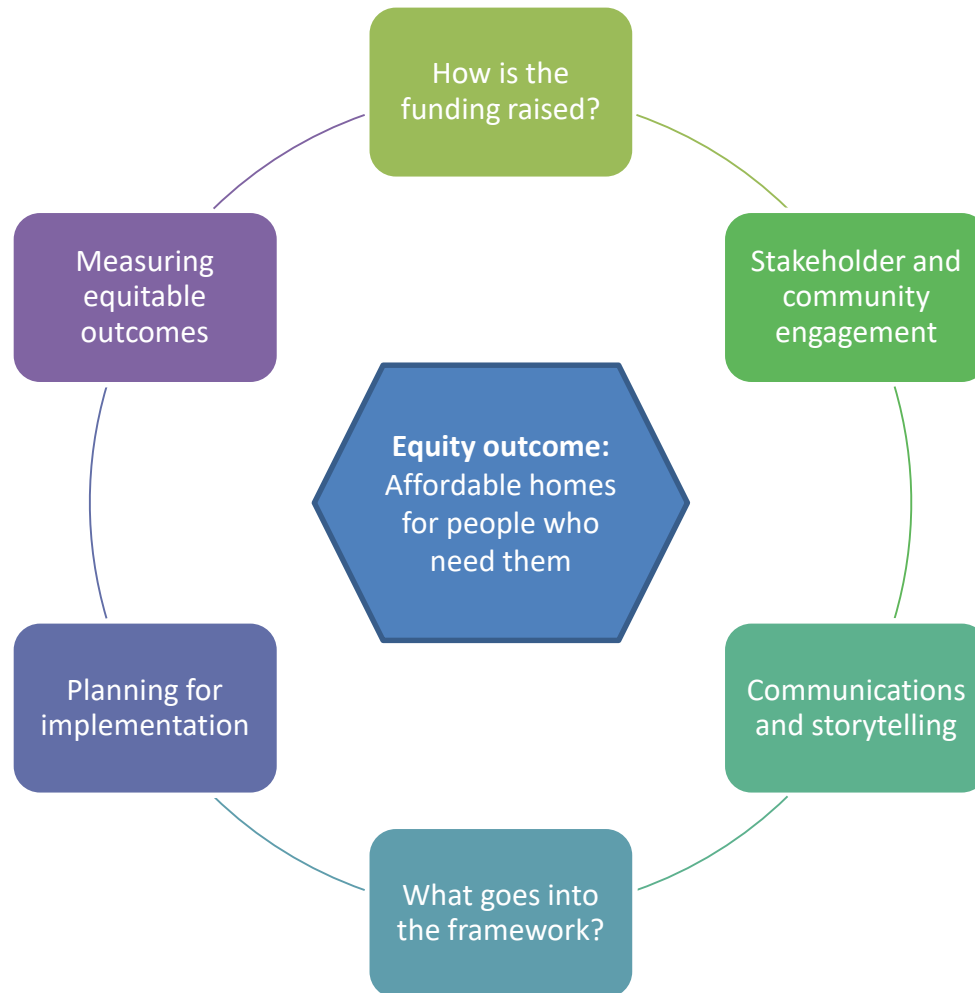 How is the
funding raised?
Stakeholder and
community
engagement
Communications
and storytelling
What goes into
the framework?
Planning for
implementation
Measuring
equitable
outcomes
Equity outcome:
Affordable homes
for people who
need them